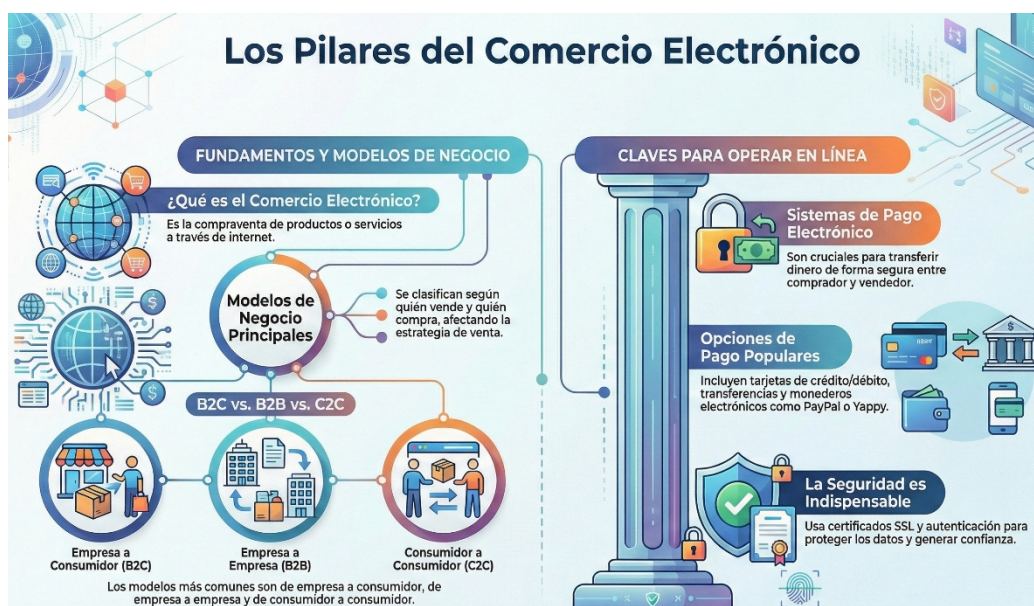 Los Pilares del Comercio Electrónico
FUNDAMENTOS Y MODELOS DE NEGOCIO
¿Qué es el Comercio Electrónico?
Es la compraventa de productos o servicios
a través de internet.
Modelos de
Negocio
Principales
Se clasifican según
quién vende y quién
compra, afectando la
estrategia de venta.
B2C vs. B2B vs. C2C
Empresa a
Consumidor (B2C)
Empresa a
Empresa (B2B)
Consumidor a
Consumidor (C2C)
Los modelos más comunes son de empresa a consumidor, de
empresa a empresa y de consumidor a consumidor.
CLAVES PARA OPERAR EN LÍNEA
Sistemas de Pago
Electrónico
Son cruciales para transferir
dinero de forma segura entre
comprador y vendedor.
Opciones de
Pago Populares
Incluyen tarjetas de crédito/débito,
transferencias y monederos
electrónicos como PayPal o Yappy.
La Seguridad es
Indispensable
Usa certificados SSL y autenticación para
proteger los datos y generar confianza.